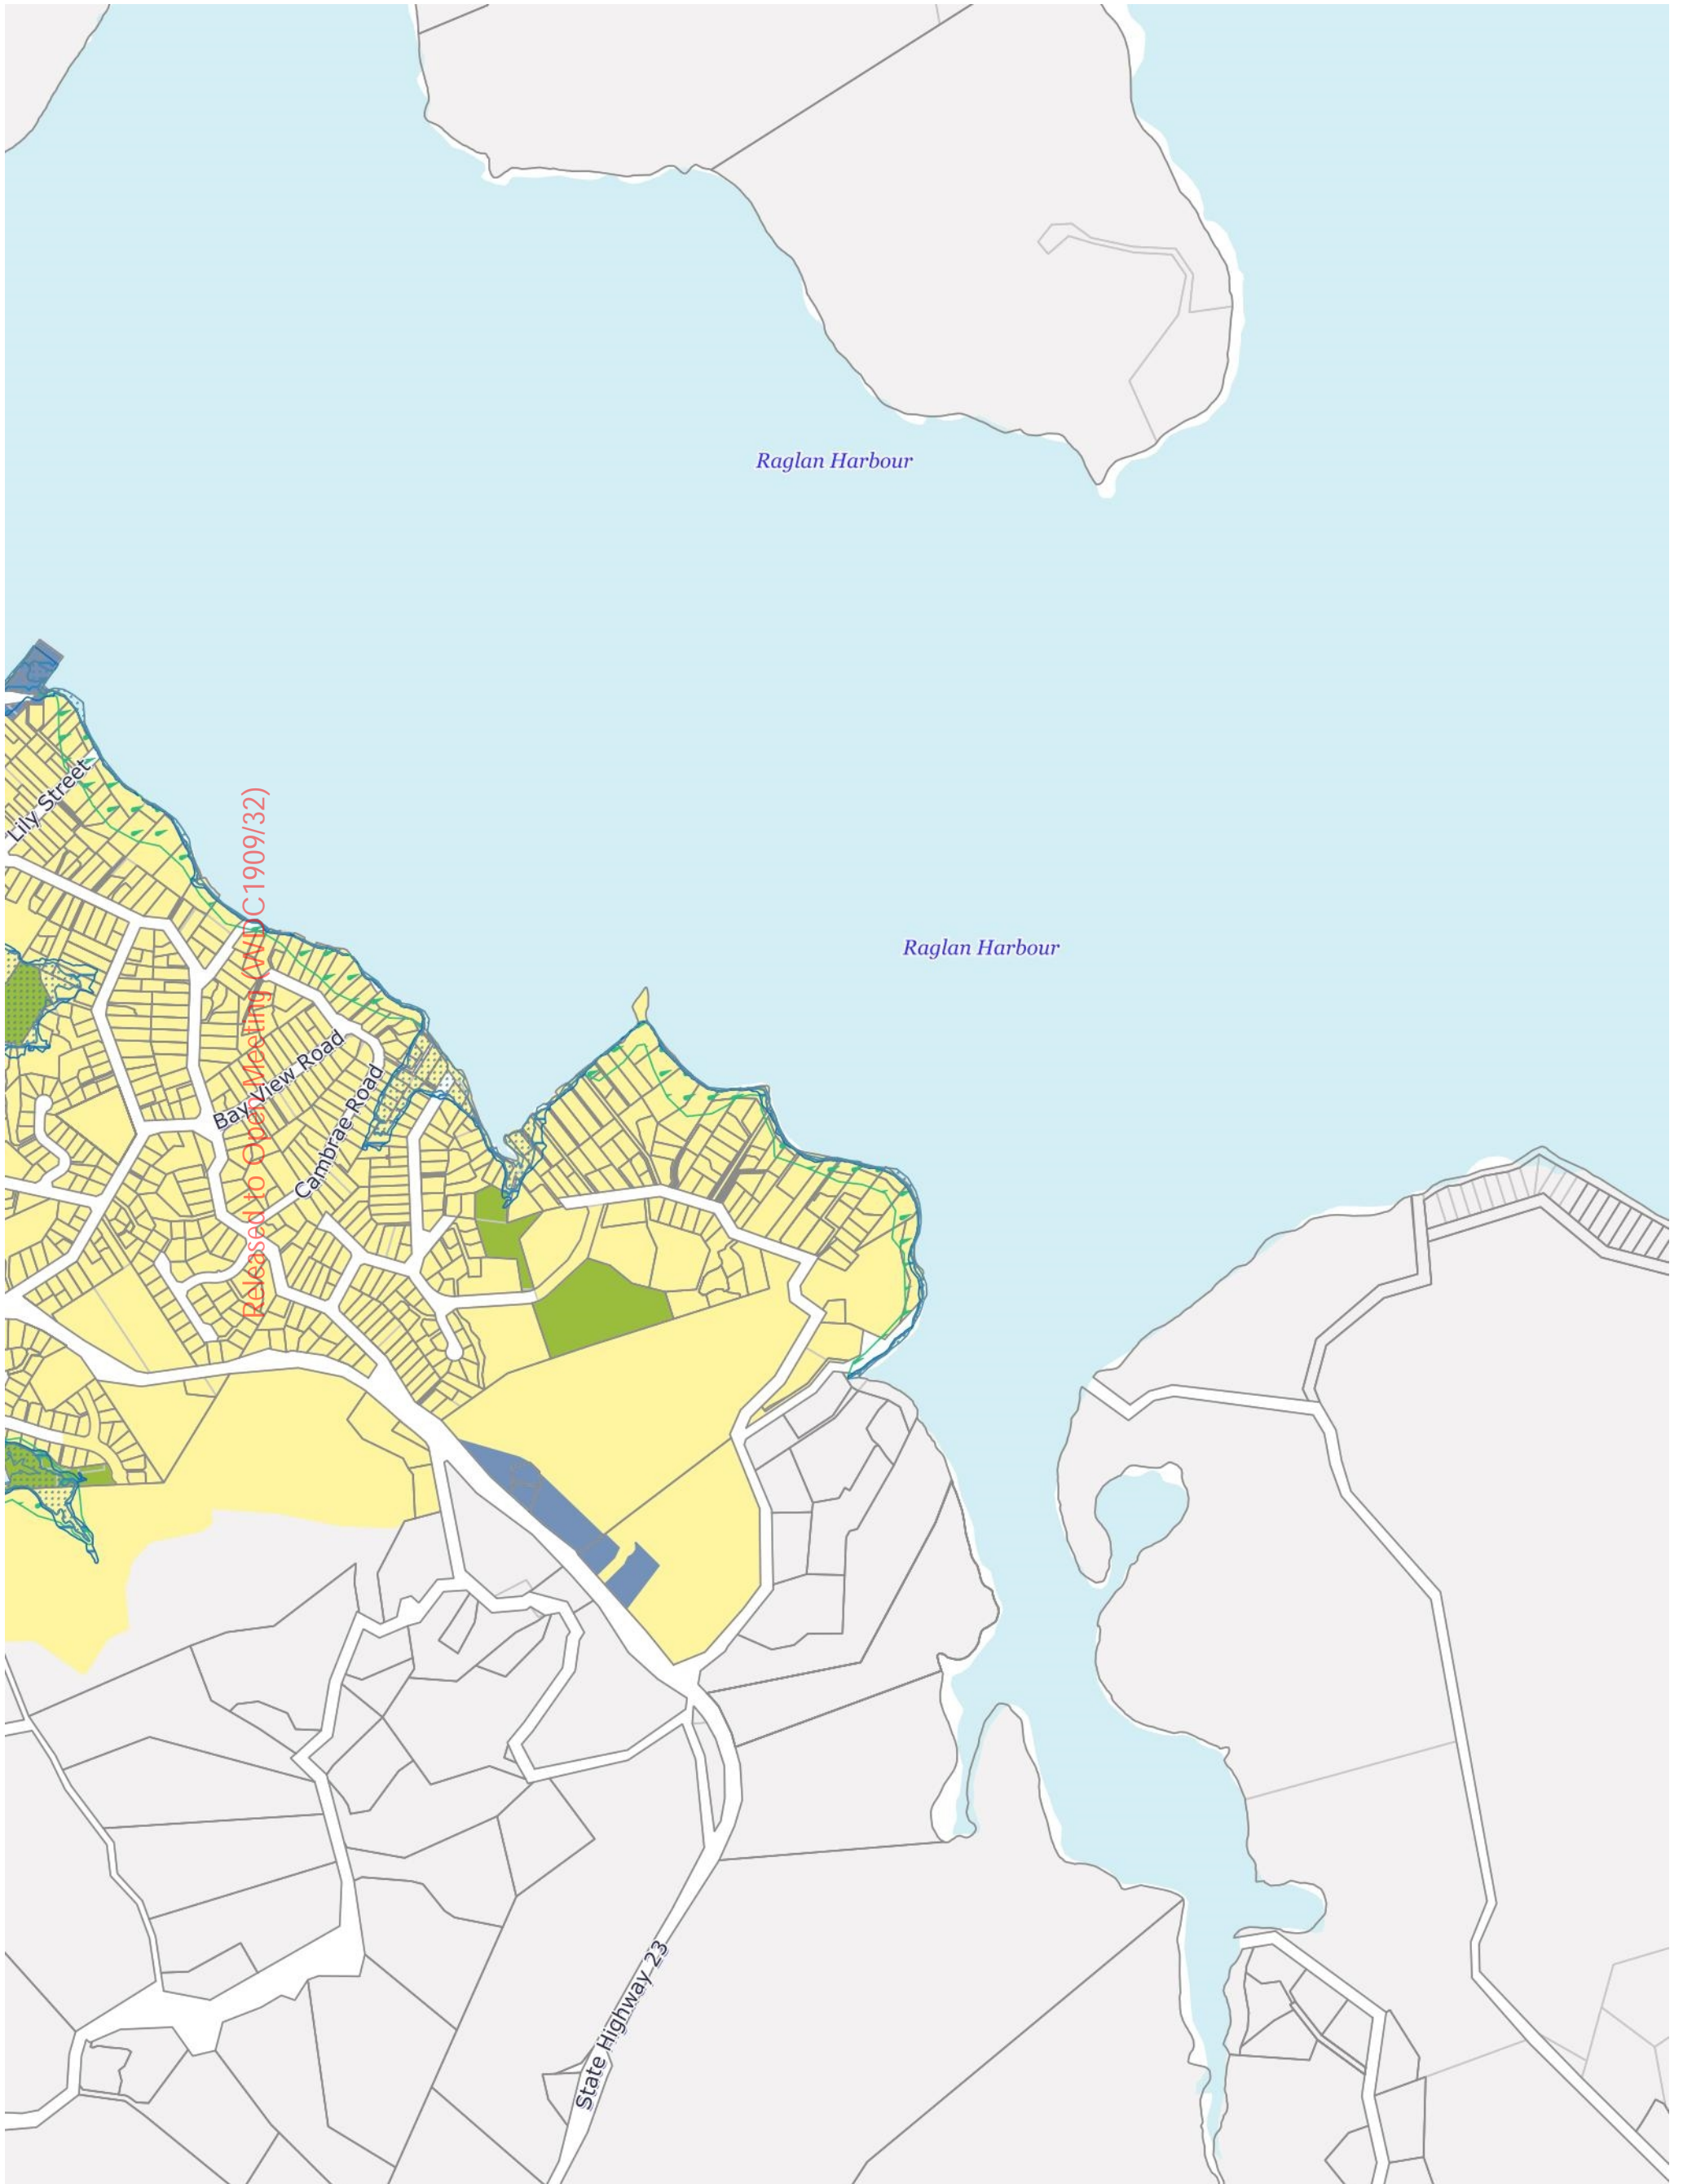 Raglan Harbour
Lily Street
Released to Open Meeting (WDC1909/32)
Raglan Harbour
Bay View Road
Cambrae Road
State Highway 23